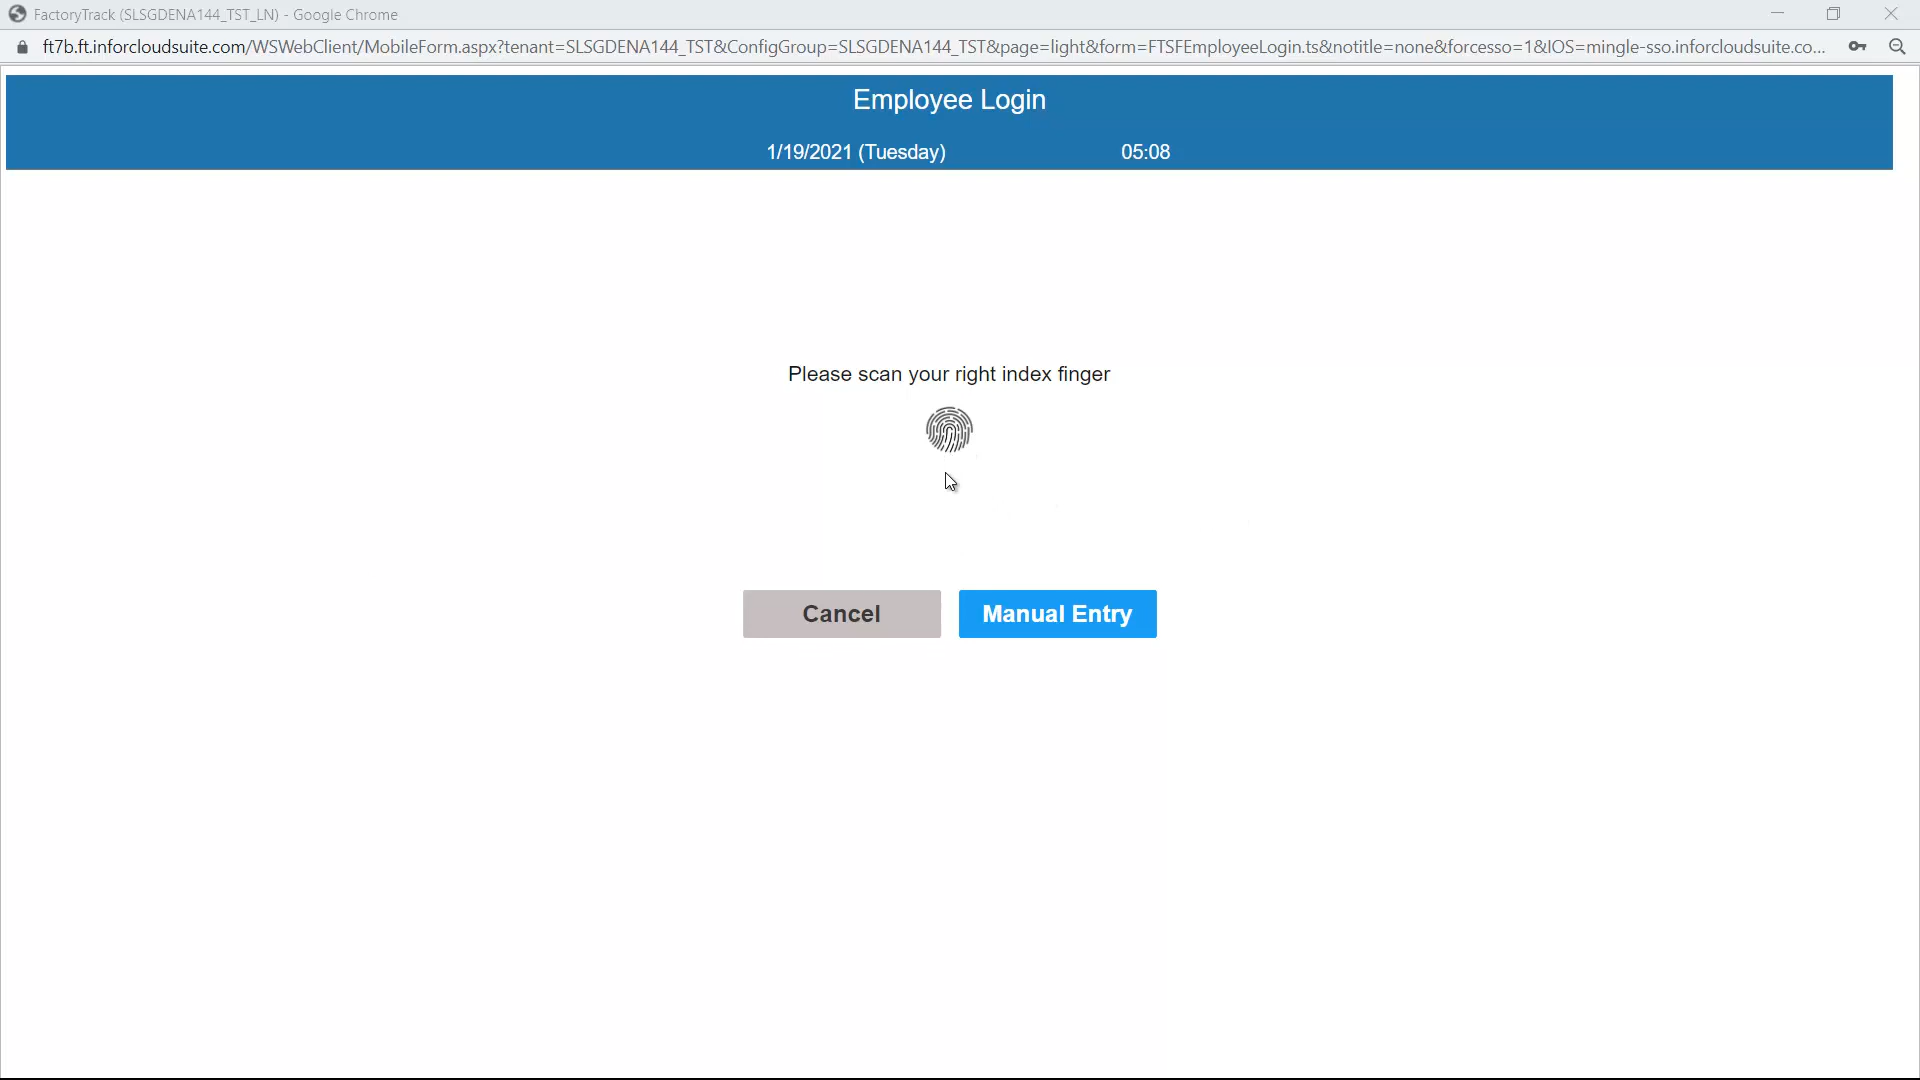 FactoryTrack (SLSGDENA144_TST_LN) - Google Chrome
ft7b.ft.inforcloudsuite.com/WSWebClient/MobileForm.aspx?tenant=SLSGDENA144_TST&ConfigGroup=SLSGDENA144_TST&page=light&form=FTSFEmployeeLogin.ts&notitle=none&forcesso=1&IOS=mingle-sso.inforcloudsuite.co...
Employee Login
1/19/2021 (Tuesday) 05:08
Please scan your right index finger
Cancel Manual Entry